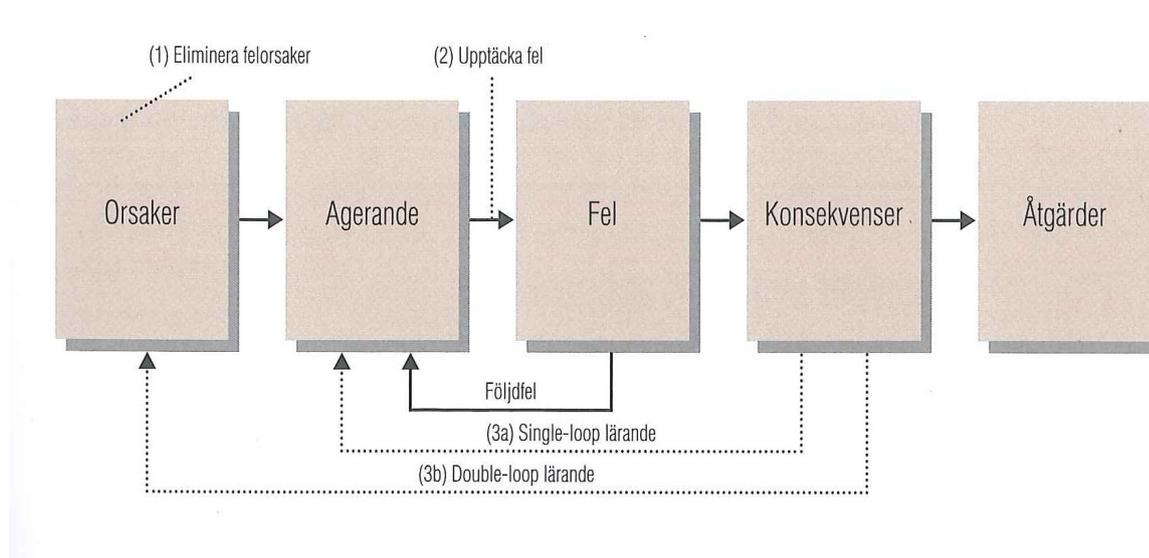 (1) Eliminera felorsaker
(2) Upptäcka fel
Orsaker
Agerande
Fel
Konsekvenser
Åtgärder
Följdfel
(3a) Single-loop lärande
(3b) Double-loop lärande